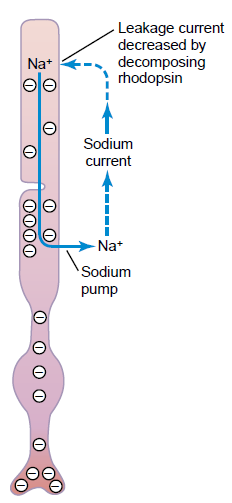 Leakage current
decreased by
decomposing
rhodopsin
Na⁺
Sodium
current
Na⁺
Sodium
pump